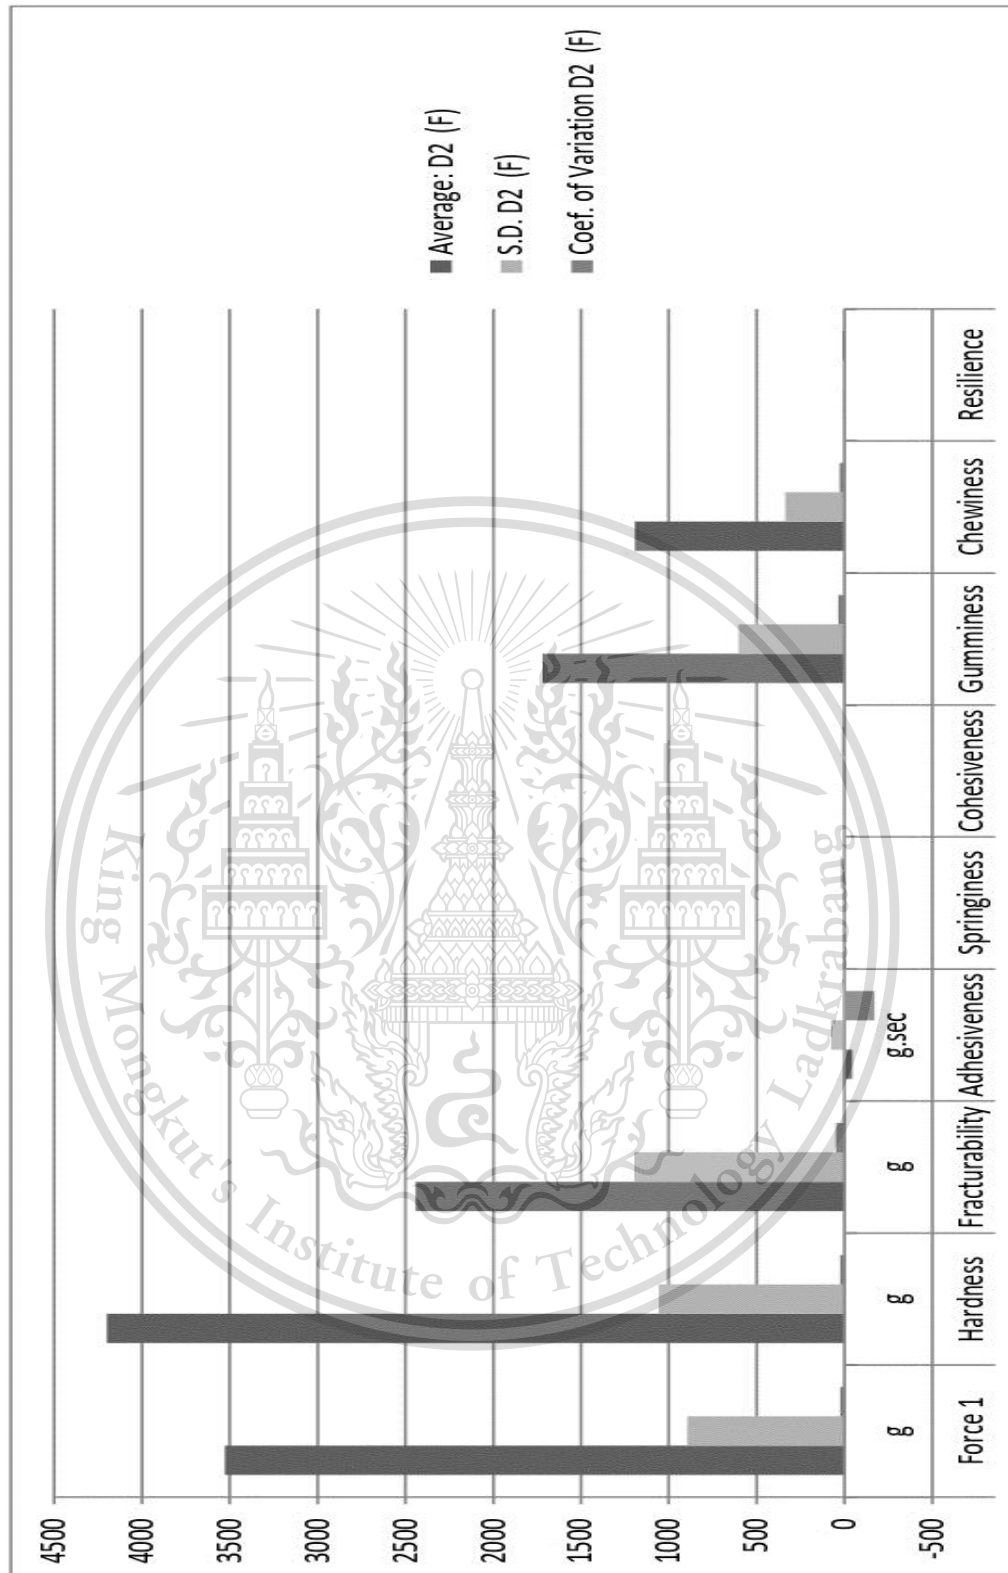 4500
4000
3500
3000
2500
2000
1500
1000
500
0
-500
g
g
g
g.sec
Force 1
Hardness
Fracturability
Adhesiveness
Springiness
Cohesiveness
Gumminess
Chewiness
Resilience
Average: D2 (F)
S.D. D2 (F)
Coef. of Variation D2 (F)
King Mongkut's Institute of Technology Ladkrabang